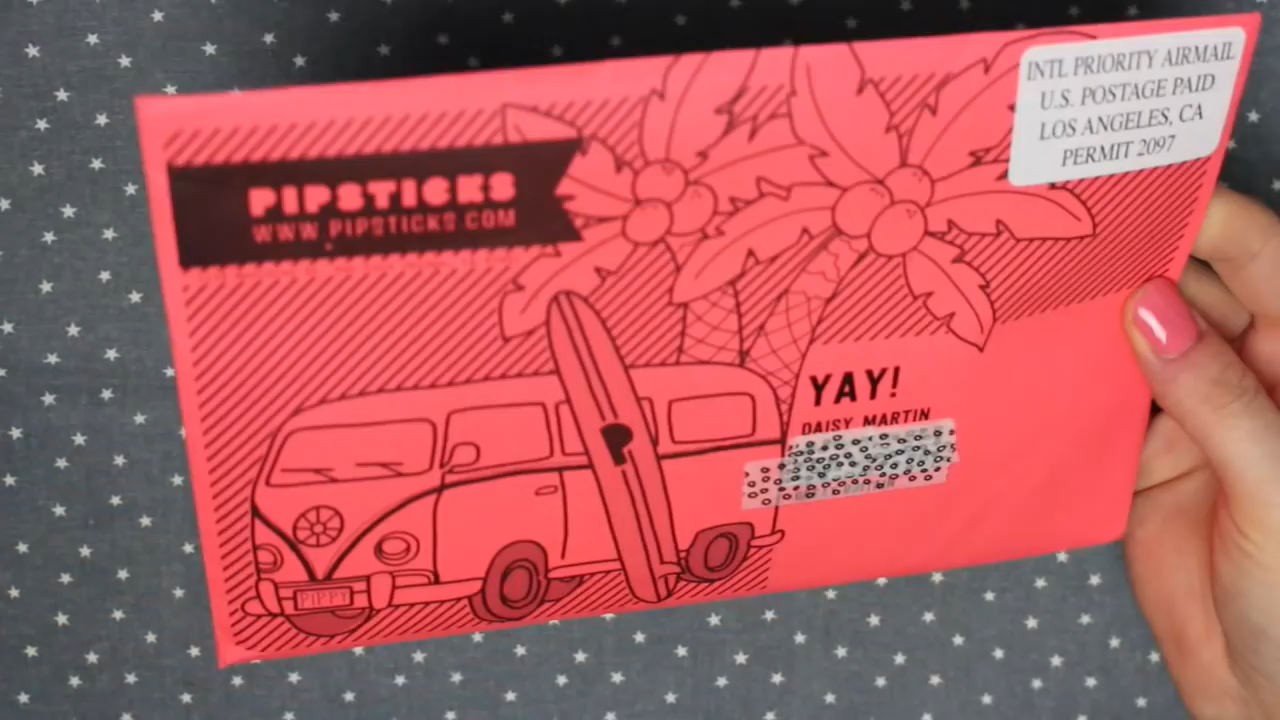 PIPSTICKS
WWW.PIPSTICKS.COM
INTL PRIORITY AIRMAIL
U.S. POSTAGE PAID
LOS ANGELES, CA
PERMIT 2097
YAY!
DAISY MARTIN
P
PIPPY